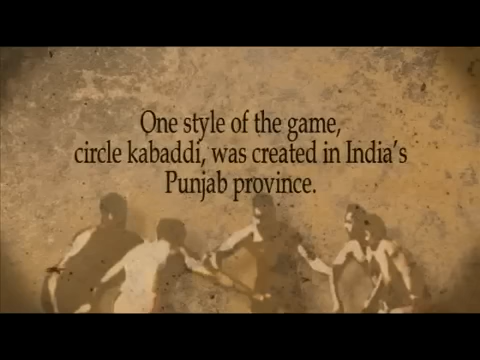 One style of the game,
circle kabaddi, was created in India's
Punjab province.